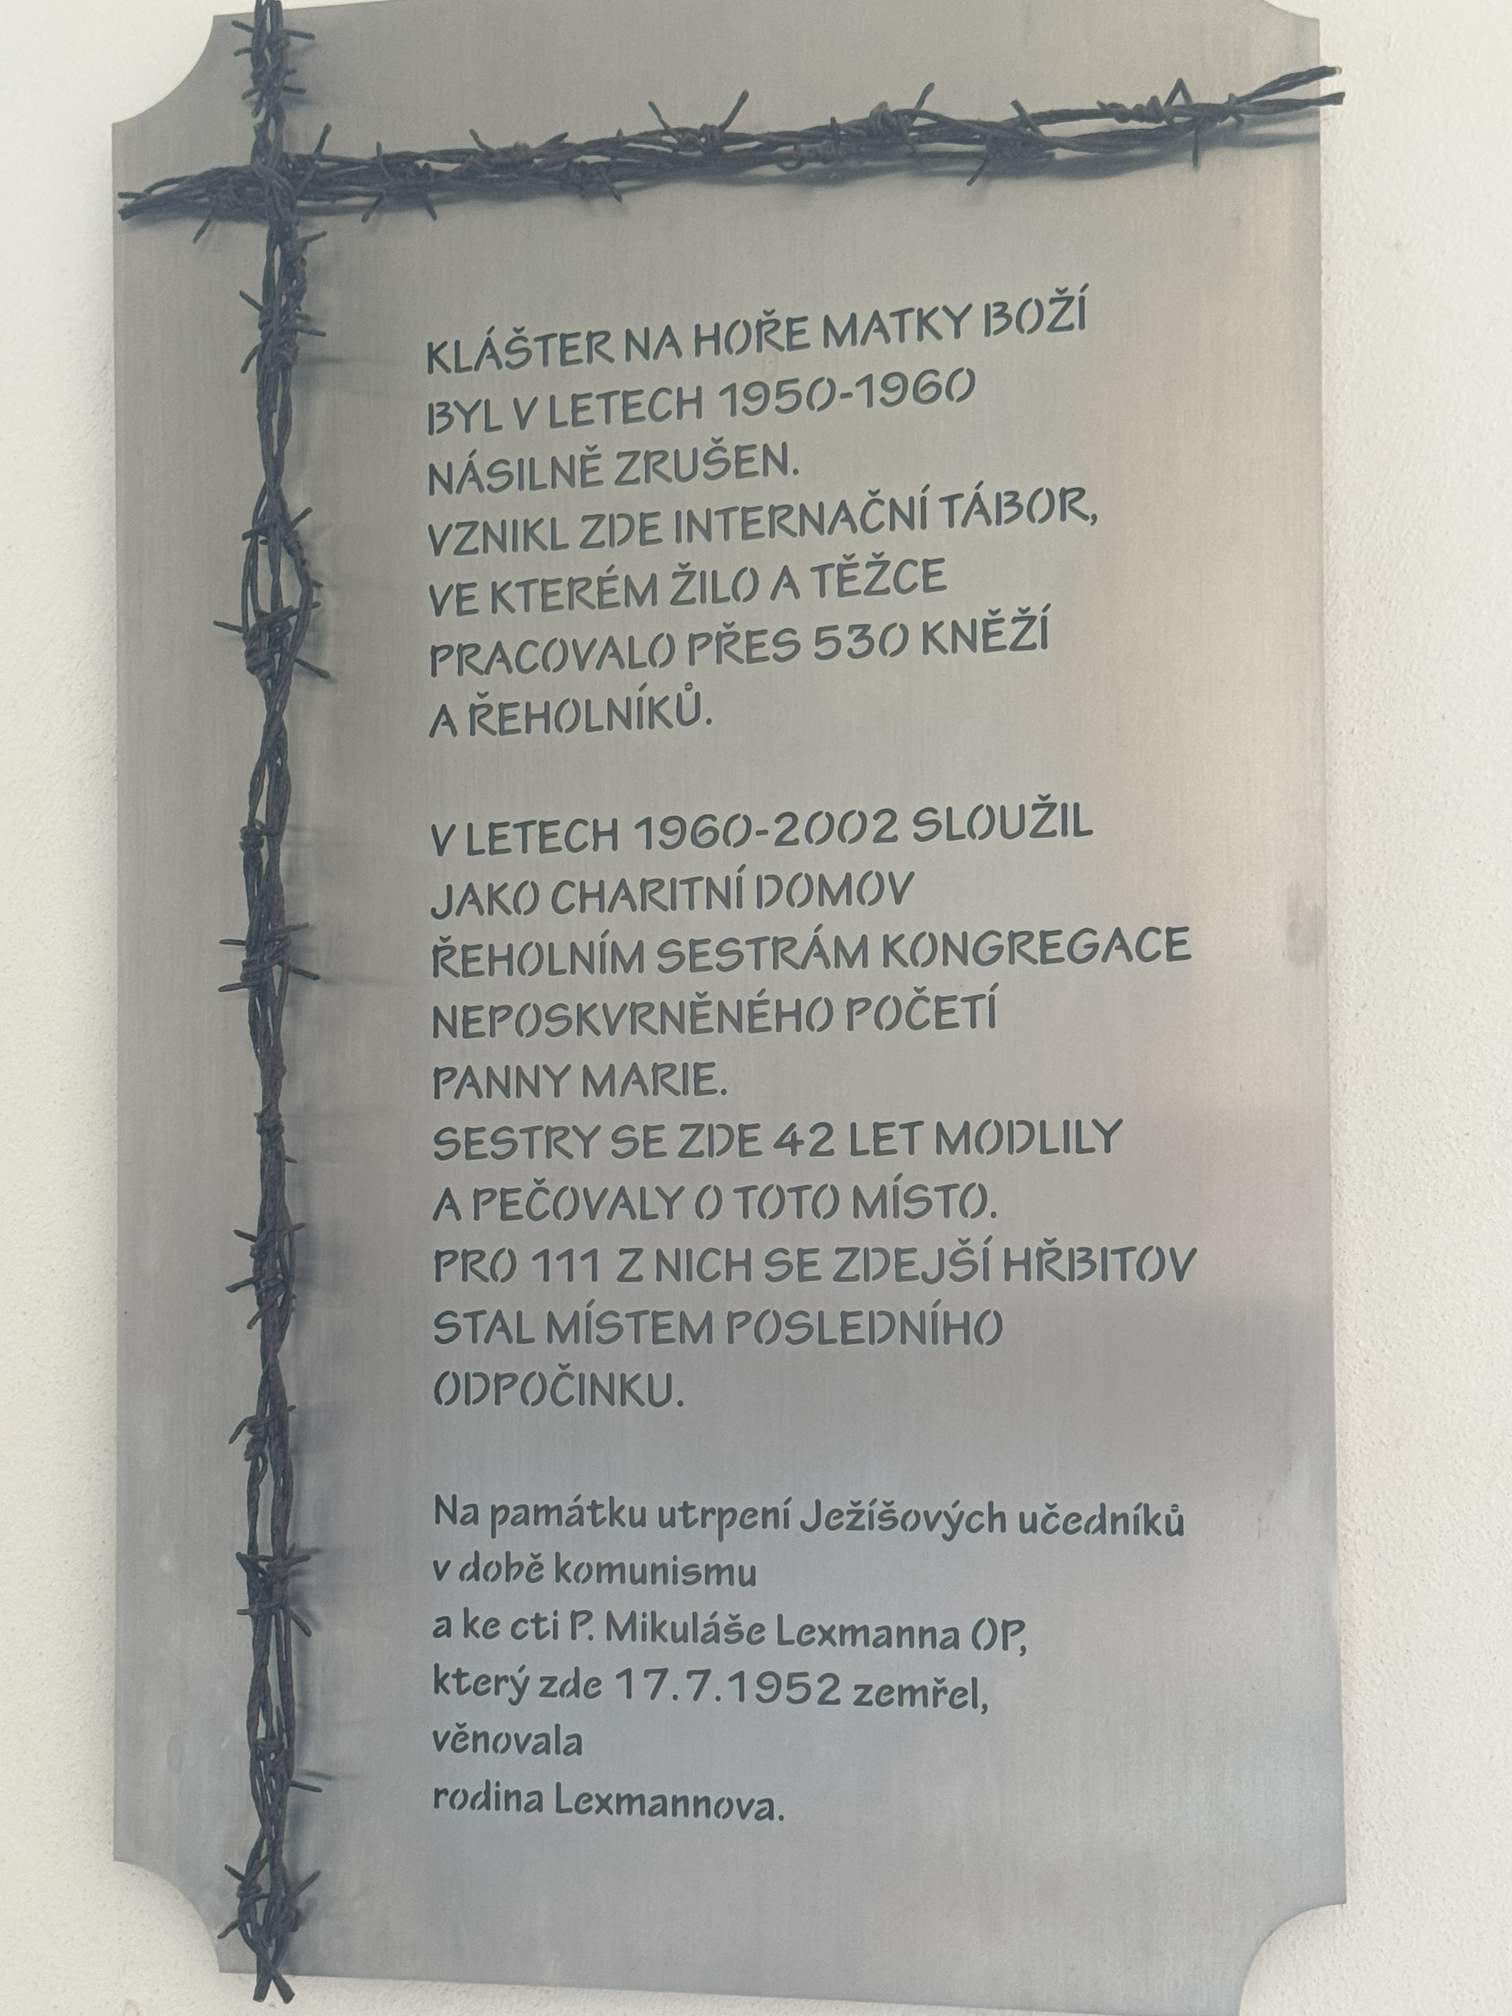 KLÁŠTER NA HOŘE MATKY BOŽÍ
BYL V LETECH 1950-1960
NÁSILNĚ ZRUŠEN.
VZNIKL ZDE INTERNAČNÍ TÁBOR,
VE KTERÉM ŽILO A TĚŽCE
PRACOVALO PŘES 530 KNĚŽÍ
A ŘEHOLNÍKŮ.
V LETECH 1960-2002 SLOUŽIL
JAKO CHARITNÍ DOMOV
ŘEHOLNÍM SESTRÁM KONGREGACE
NEPOSKVRNĚNÉHO POČETÍ
PANNY MARIE.
SESTRY SE ZDE 42 LET MODLILY
A PEČOVALY O TOTO MÍSTO.
PRO 111 Z NICH SE ZDEJŠÍ HŘBITOV
STAL MÍSTEM POSLEDNÍHO
ODPOČINKU.
Na památku utrpení Ježíšových učedníků
v době komunismu
a ke cti P. Mikuláše Lexmanna OP,
který zde 17.7.1952 zemřel,
věnovala
rodina Lexmannova.